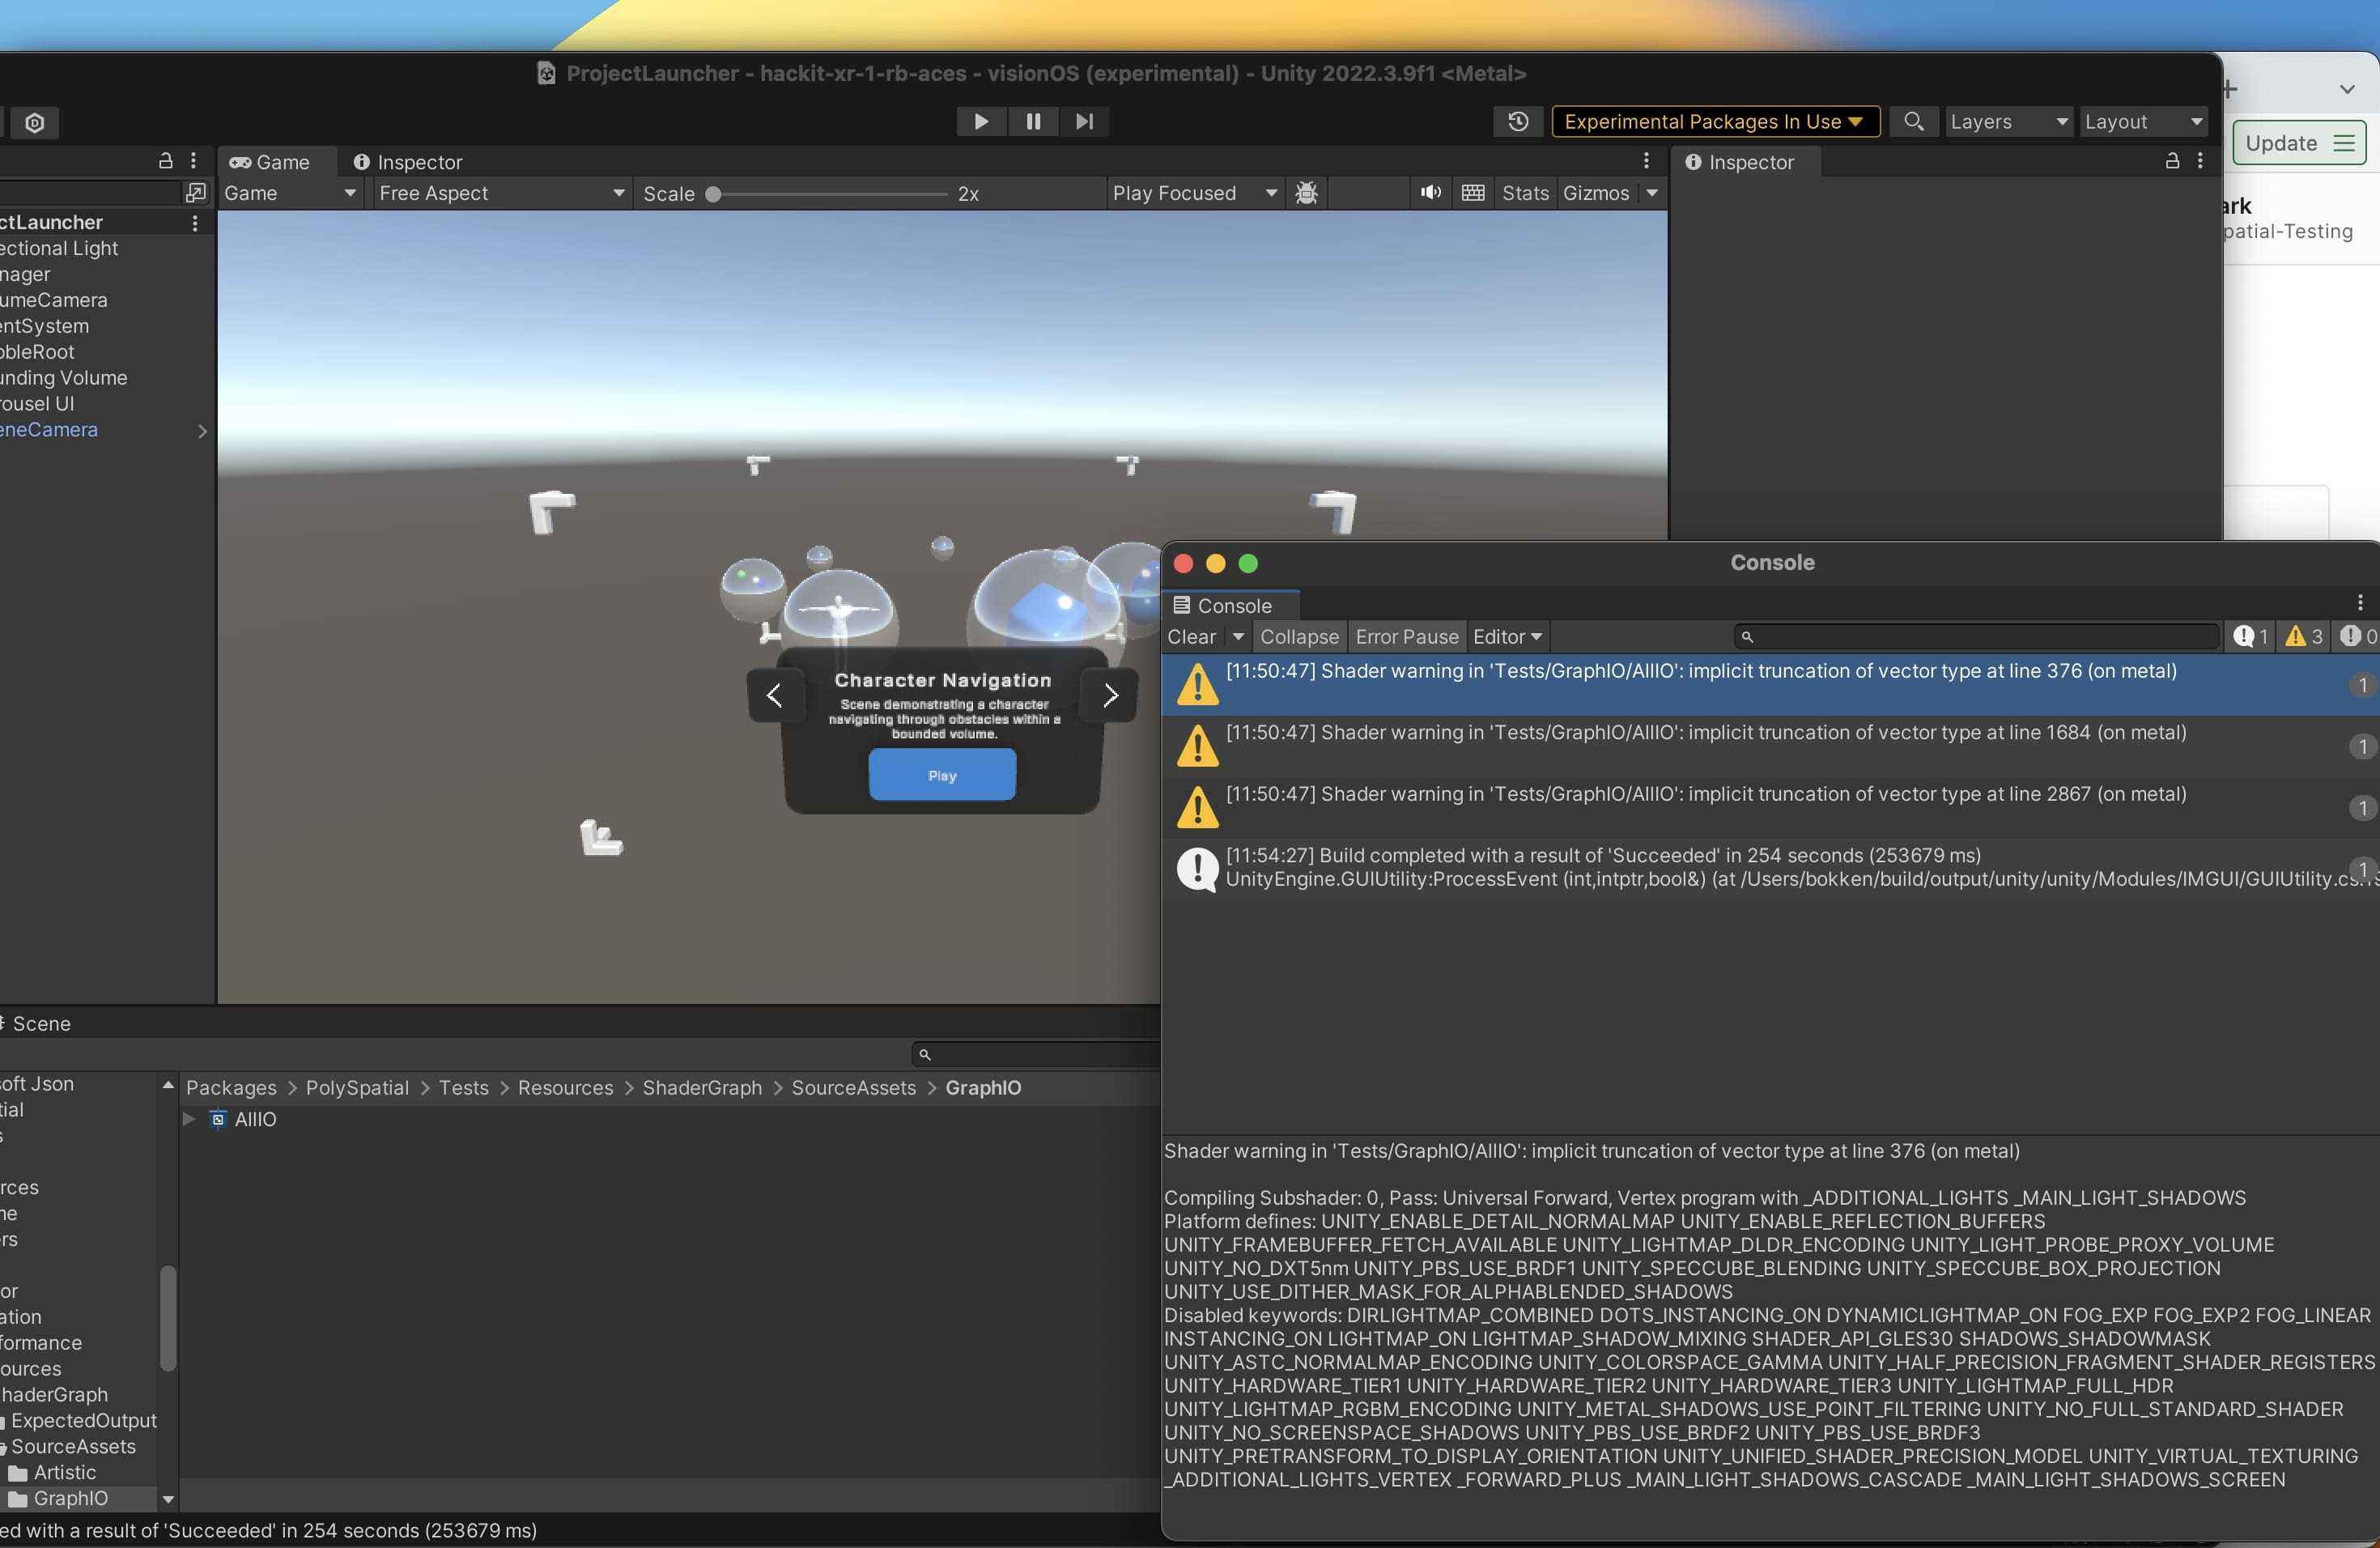 ProjectLauncher - hackit-xr-1-rb-aces - visionOS (experimental) - Unity 2022.3.9f1 <Metal>
Experimental Packages In Use
Layers
Layout
Update
Game
Inspector
Inspector
Game
Free Aspect
Scale
2x
Play Focused
Stats
Gizmos
ark
patial-Testing
ctLauncher
ectional Light
nager
umeCamera
entSystem
bbleRoot
unding Volume
rousel UI
eneCamera
Character Navigation
Scene demonstrating a character
navigating through obstacles within a
bounded volume.
Play
Console
Console
Clear
Collapse
Error Pause
Editor
1
3
0
[11:50:47] Shader warning in 'Tests/GraphIO/AllIO': implicit truncation of vector type at line 376 (on metal)
1
[11:50:47] Shader warning in 'Tests/GraphIO/AllIO': implicit truncation of vector type at line 1684 (on metal)
1
[11:50:47] Shader warning in 'Tests/GraphIO/AllIO': implicit truncation of vector type at line 2867 (on metal)
1
[11:54:27] Build completed with a result of 'Succeeded' in 254 seconds (253679 ms)
UnityEngine.GUIUtility:ProcessEvent (int,intptr,bool&) (at /Users/bokken/build/output/unity/unity/Modules/IMGUI/GUIUtility.cs
1
Shader warning in 'Tests/GraphIO/AllIO': implicit truncation of vector type at line 376 (on metal)
Compiling Subshader: 0, Pass: Universal Forward, Vertex program with _ADDITIONAL_LIGHTS _MAIN_LIGHT_SHADOWS
Platform defines: UNITY_ENABLE_DETAIL_NORMALMAP UNITY_ENABLE_REFLECTION_BUFFERS
UNITY_FRAMEBUFFER_FETCH_AVAILABLE UNITY_LIGHTMAP_DLDR_ENCODING UNITY_LIGHT_PROBE_PROXY_VOLUME
UNITY_NO_DXT5nm UNITY_PBS_USE_BRDF1 UNITY_SPECCUBE_BLENDING UNITY_SPECCUBE_BOX_PROJECTION
UNITY_USE_DITHER_MASK_FOR_ALPHABLENDED_SHADOWS
Disabled keywords: DIRLIGHTMAP_COMBINED DOTS_INSTANCING_ON DYNAMICLIGHTMAP_ON FOG_EXP FOG_EXP2 FOG_LINEAR
INSTANCING_ON LIGHTMAP_ON LIGHTMAP_SHADOW_MIXING SHADER_API_GLES30 SHADOWS_SHADOWMASK
UNITY_ASTC_NORMALMAP_ENCODING UNITY_COLORSPACE_GAMMA UNITY_HALF_PRECISION_FRAGMENT_SHADER_REGISTERS
UNITY_HARDWARE_TIER1 UNITY_HARDWARE_TIER2 UNITY_HARDWARE_TIER3 UNITY_LIGHTMAP_FULL_HDR
UNITY_LIGHTMAP_RGBM_ENCODING UNITY_METAL_SHADOWS_USE_POINT_FILTERING UNITY_NO_FULL_STANDARD_SHADER
UNITY_NO_SCREENSPACE_SHADOWS UNITY_PBS_USE_BRDF2 UNITY_PBS_USE_BRDF3
UNITY_PRETRANSFORM_TO_DISPLAY_ORIENTATION UNITY_UNIFIED_SHADER_PRECISION_MODEL UNITY_VIRTUAL_TEXTURING
_ADDITIONAL_LIGHTS_VERTEX _FORWARD_PLUS _MAIN_LIGHT_SHADOWS_CASCADE _MAIN_LIGHT_SHADOWS_SCREEN
Scene
Packages > PolySpatial > Tests > Resources > ShaderGraph > SourceAssets > GraphIO
AllIO
oft Json
tial
s
rces
ne
ers
or
ation
formance
ources
haderGraph
ExpectedOutput
SourceAssets
Artistic
GraphIO
ed with a result of 'Succeeded' in 254 seconds (253679 ms)